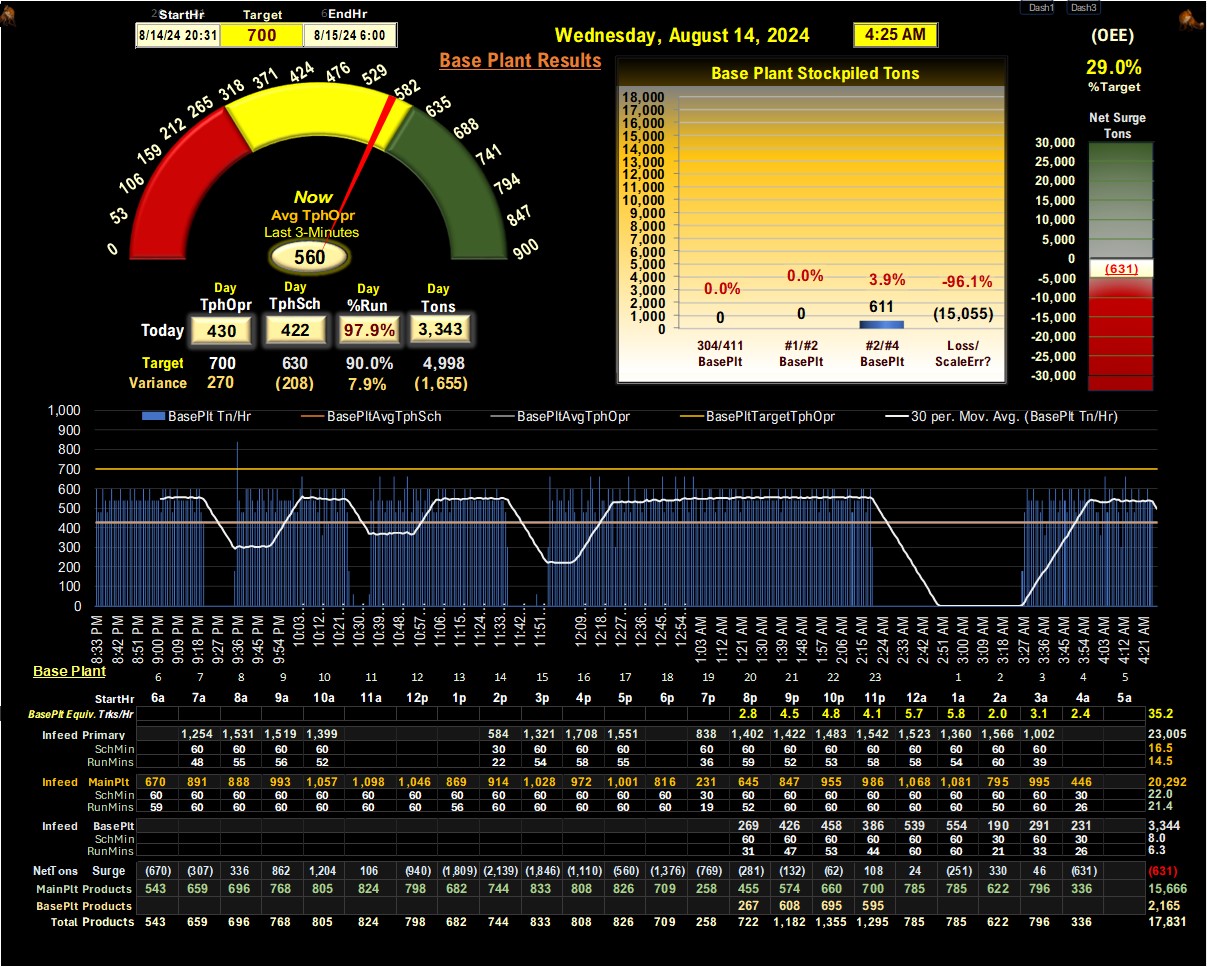 Dash1 Dash3
StartHr Target EndHr
8/14/24 20:31 700 8/15/24 6:00
Wednesday, August 14, 2024 4:25 AM
(OEE)
29.0%
%Target
Base Plant Results
0 53 106 159 212 265 318 371 424 476 529 582 635 688 741 794 847 900
Now
Avg TphOpr
Last 3-Minutes
560
Day Day Day Day
TphOpr TphSch %Run Tons
Today 430 422 97.9% 3,343
Target 700 630 90.0% 4,998
Variance 270 (208) 7.9% (1,655)
Base Plant Stockpiled Tons
18,000
17,000
16,000
15,000
14,000
13,000
12,000
11,000
10,000
9,000
8,000
7,000
6,000
5,000
4,000
3,000
2,000
1,000
0
0.0% 0.0% 3.9% -96.1%
0 0 611 (15,055)
304/411 #1/#2 #2/#4 Loss/
BasePlt BasePlt BasePlt ScaleErr?
Net Surge
Tons
30,000
25,000
20,000
15,000
10,000
5,000
0
(631)
-5,000
-10,000
-15,000
-20,000
-25,000
-30,000
BasePlt Tn/Hr BasePltAvgTphSch BasePltAvgTphOpr BasePltTargetTphOpr 30 per. Mov. Avg. (BasePlt Tn/Hr)
1,000
900
800
700
600
500
400
300
200
100
0
8:33 PM 8:42 PM 8:51 PM 9:00 PM 9:09 PM 9:18 PM 9:27 PM 9:36 PM 9:45 PM 9:54 PM 10:03... 10:12... 10:21... 10:30... 10:39... 10:48... 10:57... 11:06... 11:15... 11:24... 11:33... 11:42... 11:51... 12:09... 12:18... 12:27... 12:36... 12:45... 12:54... 1:03 AM 1:12 AM 1:21 AM 1:30 AM 1:39 AM 1:48 AM 1:57 AM 2:06 AM 2:15 AM 2:24 AM 2:33 AM 2:42 AM 2:51 AM 3:00 AM 3:09 AM 3:18 AM 3:27 AM 3:36 AM 3:45 AM 3:54 AM 4:03 AM 4:12 AM 4:21 AM
Base Plant
6 7 8 9 10 11 12 13 14 15 16 17 18 19 20 21 22 23 1 2 3 4 5
StartHr 6a 7a 8a 9a 10a 11a 12p 1p 2p 3p 4p 5p 6p 7p 8p 9p 10p 11p 12a 1a 2a 3a 4a 5a
BasePlt Equiv. Trks/Hr 2.8 4.5 4.8 4.1 5.7 5.8 2.0 3.1 2.4 35.2
Infeed Primary 1,254 1,531 1,519 1,399 584 1,321 1,708 1,551 838 1,402 1,422 1,483 1,542 1,523 1,360 1,566 1,002 23,005
SchMin 60 60 60 60 30 60 60 60 60 60 60 60 60 60 60 60 60 16.5
RunMins 48 55 56 52 22 54 58 55 36 59 52 53 58 58 54 60 39 14.5
Infeed MainPlt 670 891 888 993 1,057 1,098 1,046 869 914 1,028 972 1,001 816 231 645 847 955 986 1,068 1,081 795 995 446 20,292
SchMin 60 60 60 60 60 60 60 60 60 60 60 60 60 30 60 60 60 60 60 60 60 60 30 22.0
RunMins 59 60 60 60 60 60 60 56 60 60 60 60 60 19 52 60 60 60 60 60 50 60 26 21.4
Infeed BasePlt 269 426 458 386 539 554 190 291 231 3,344
SchMin 60 60 60 60 60 60 30 60 30 8.0
RunMins 31 47 53 44 60 60 21 33 26 6.3
NetTons Surge (670) (307) 336 862 1,204 106 (940) (1,809) (2,139) (1,846) (1,110) (560) (1,376) (769) (281) (132) (62) 108 24 (251) 330 46 (631) (631)
MainPlt Products 543 659 696 768 805 824 798 682 744 833 808 826 709 258 455 574 660 700 785 785 622 796 336 15,666
BasePlt Products 267 608 695 595 2,165
Total Products 543 659 696 768 805 824 798 682 744 833 808 826 709 258 722 1,182 1,355 1,295 785 785 622 796 336 17,831